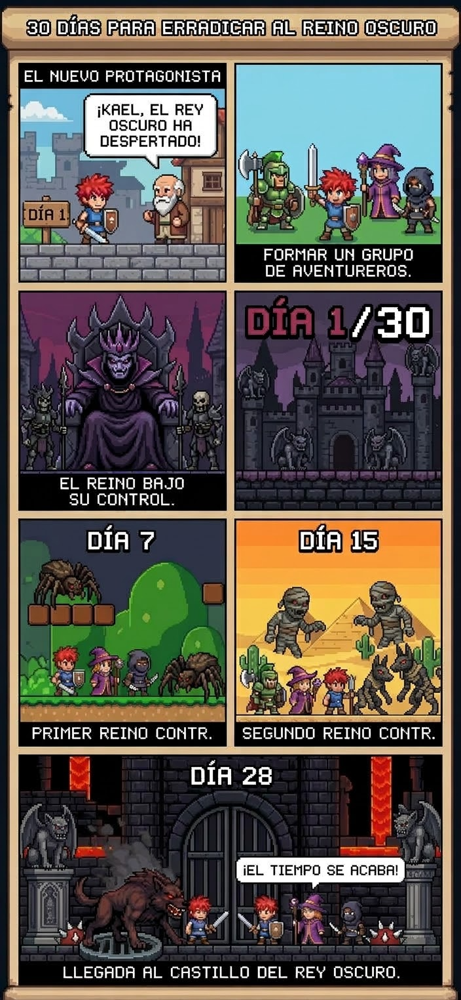 30 DÍAS PARA ERRADICAR AL REINO OSCURO
EL NUEVO PROTAGONISTA
¡KAEL, EL REY
OSCURO HA
DESPERTADO!
DÍA 1
FORMAR UN GRUPO
DE AVENTUREROS.
EL REINO BAJO
SU CONTROL.
DÍA 1/30
DÍA 7
PRIMER REINO CONTR.
DÍA 15
SEGUNDO REINO CONTR.
DÍA 28
¡EL TIEMPO SE ACABA!
LLEGADA AL CASTILLO DEL REY OSCURO.